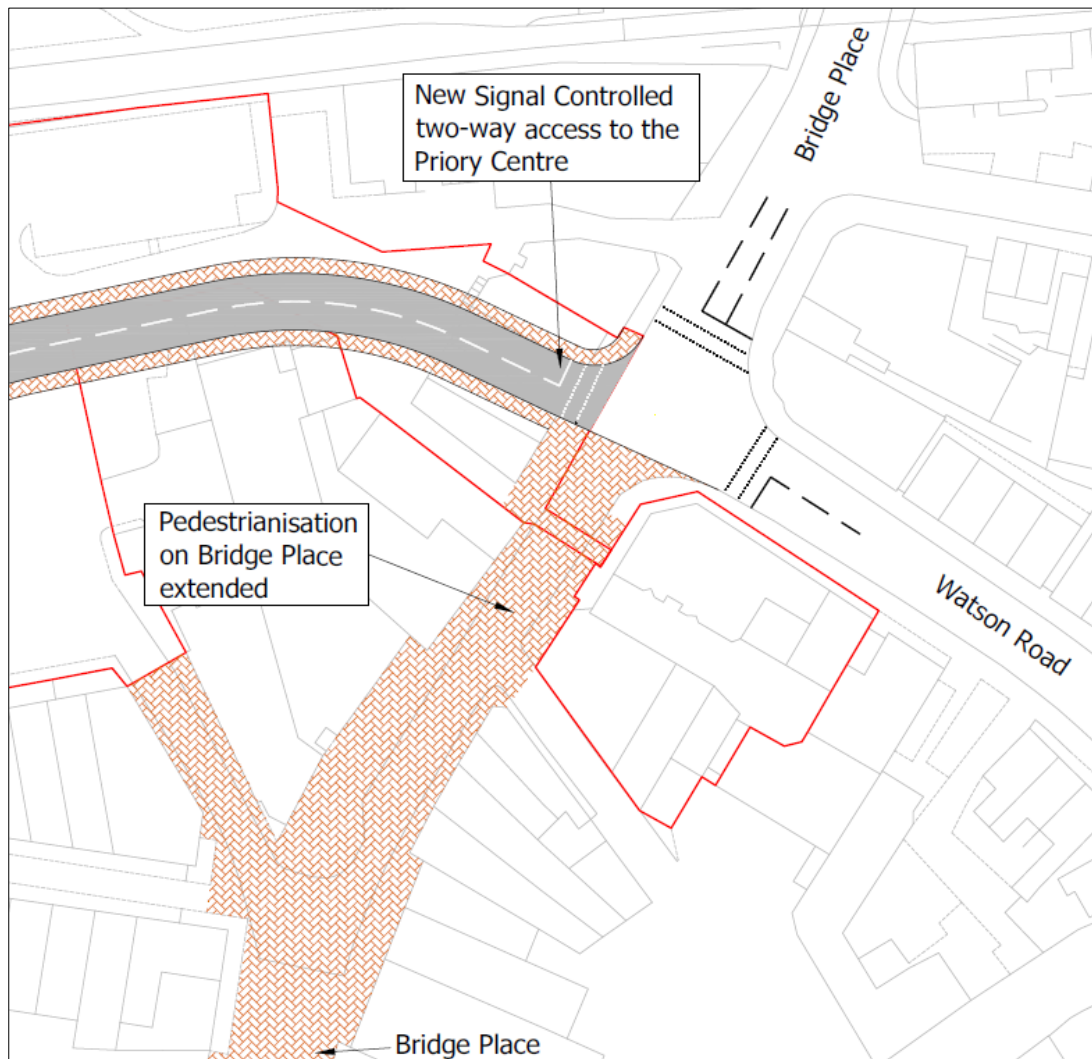 New Signal Controlled
two-way access to the
Priory Centre
Bridge Place
Pedestrianisation
on Bridge Place
extended
Watson Road
Bridge Place